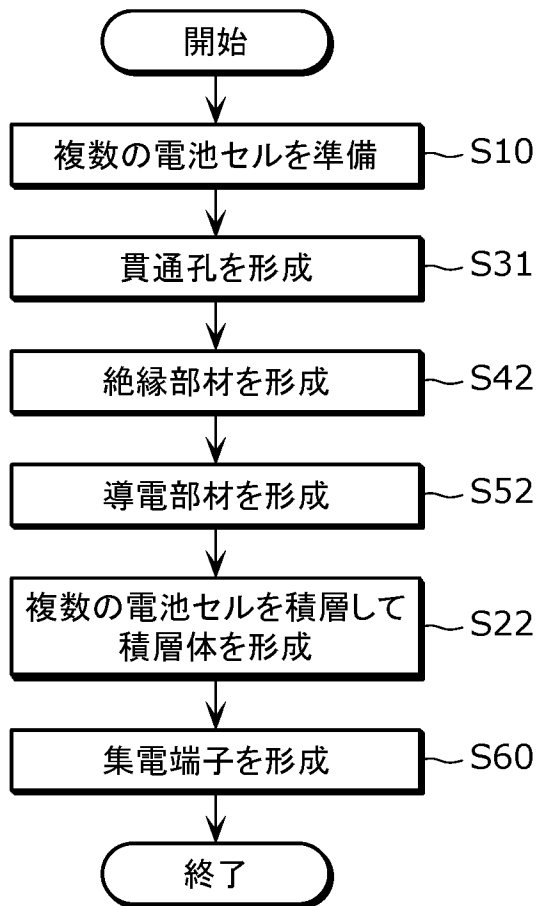 開始
複数の電池セルを準備
S10
貫通孔を形成
S31
絶縁部材を形成
S42
導電部材を形成
S52
複数の電池セルを積層して
積層体を形成
S22
集電端子を形成
S60
終了